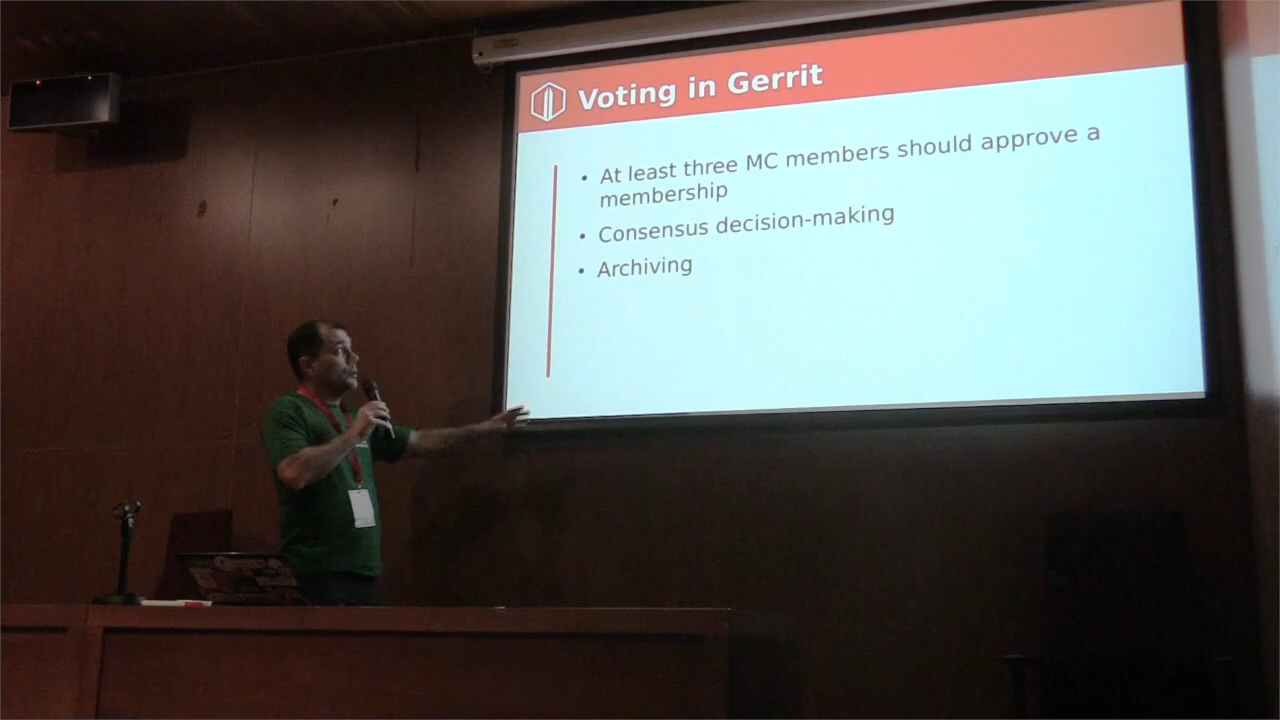 Voting in Gerrit
• At least three MC members should approve a
membership
• Consensus decision-making
• Archiving